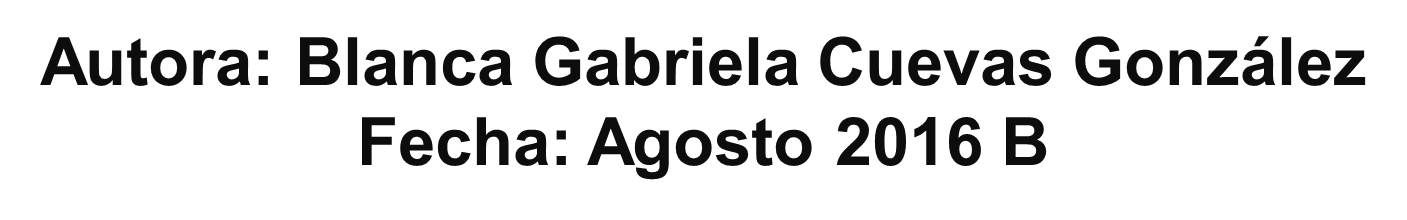 Autora: Blanca Gabriela Cuevas González
Fecha: Agosto 2016 B